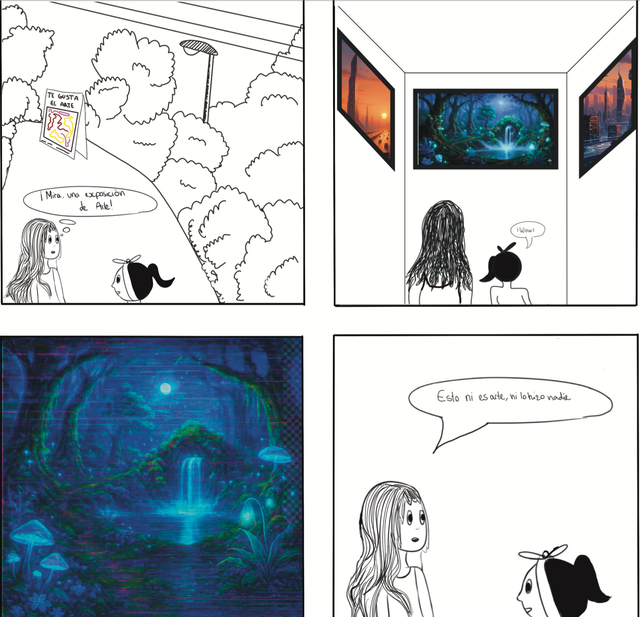 TE GUSTA
EL ARTE
¡Mira, una exposición
de Arte!
¡Wow!
Esto ni es arte, ni lo hizo nadie